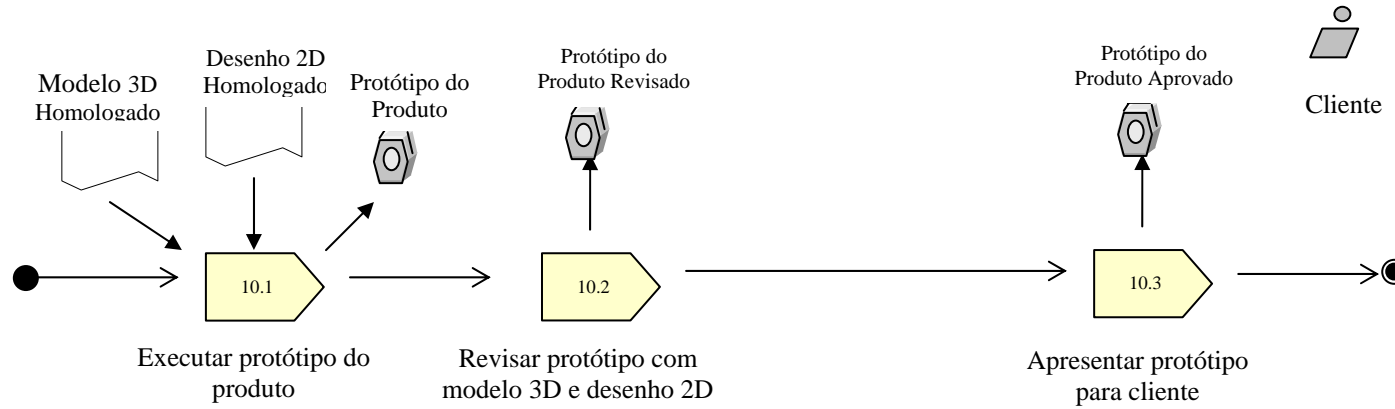 Modelo 3D
Homologado
Desenho 2D
Homologado
Protótipo do
Produto
Protótipo do
Produto Revisado
Protótipo do
Produto Aprovado
Cliente
10.1
10.2
10.3
Executar protótipo do
produto
Revisar protótipo com
modelo 3D e desenho 2D
Apresentar protótipo
para cliente